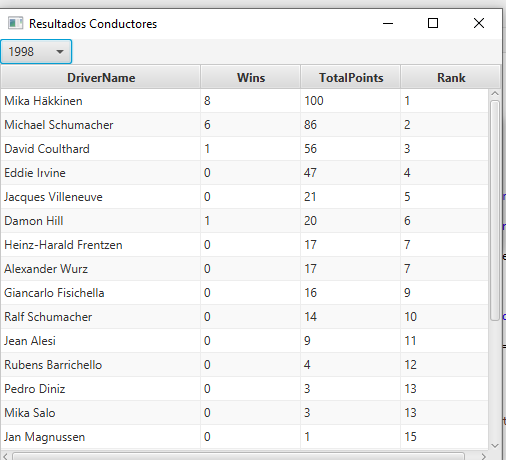 Resultados Conductores
1998
DriverName Wins TotalPoints Rank
Mika Häkkinen 8 100 1
Michael Schumacher 6 86 2
David Coulthard 1 56 3
Eddie Irvine 0 47 4
Jacques Villeneuve 0 21 5
Damon Hill 1 20 6
Heinz-Harald Frentzen 0 17 7
Alexander Wurz 0 17 7
Giancarlo Fisichella 0 16 9
Ralf Schumacher 0 14 10
Jean Alesi 0 9 11
Rubens Barrichello 0 4 12
Pedro Diniz 0 3 13
Mika Salo 0 3 13
Jan Magnussen 0 1 15